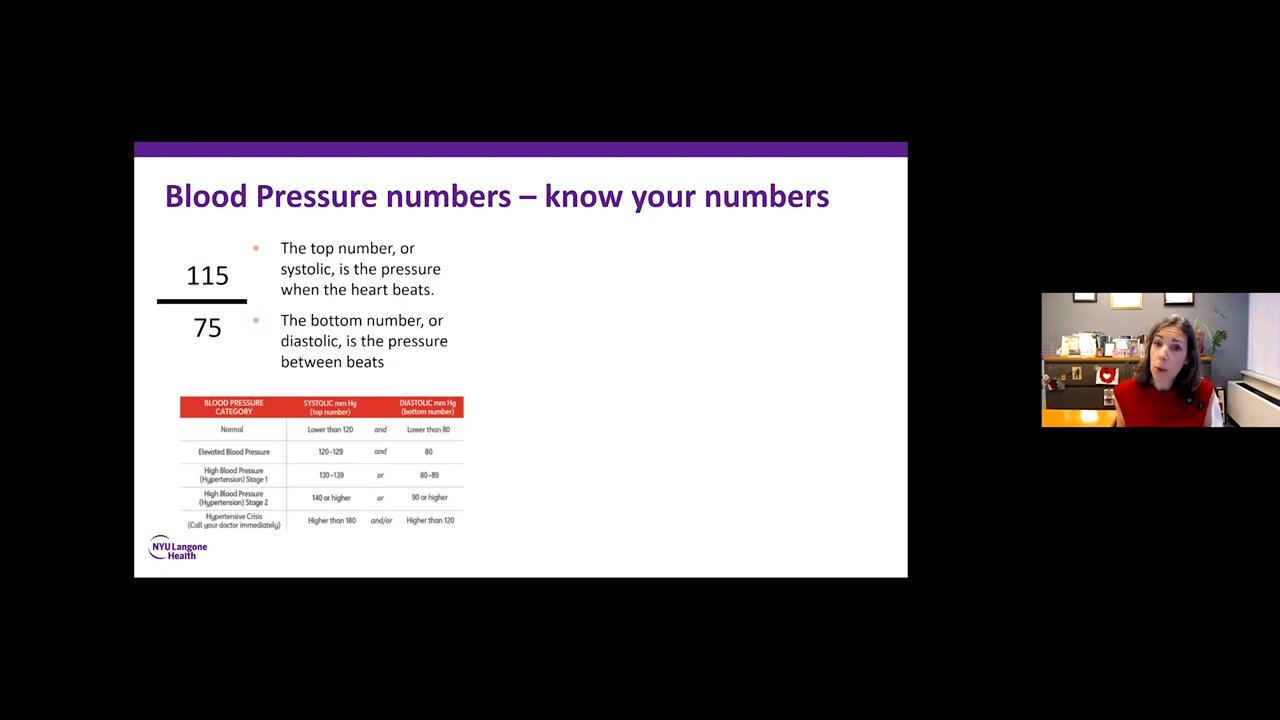 Blood Pressure numbers – know your numbers
115
75
• The top number, or
systolic, is the pressure
when the heart beats.
• The bottom number, or
diastolic, is the pressure
between beats
BLOOD PRESSURE CATEGORY SYSTOLIC mm Hg (top number) DIASTOLIC mm Hg (bottom number)
Normal Lower than 120 and Lower than 80
Elevated Blood Pressure 120–129 and 80
High Blood Pressure (Hypertension) Stage 1 130–139 or 80–89
High Blood Pressure (Hypertension) Stage 2 140 or higher or 90 or higher
Hypertensive Crisis (Call your doctor immediately) Higher than 180 and/or Higher than 120
NYU Langone
Health